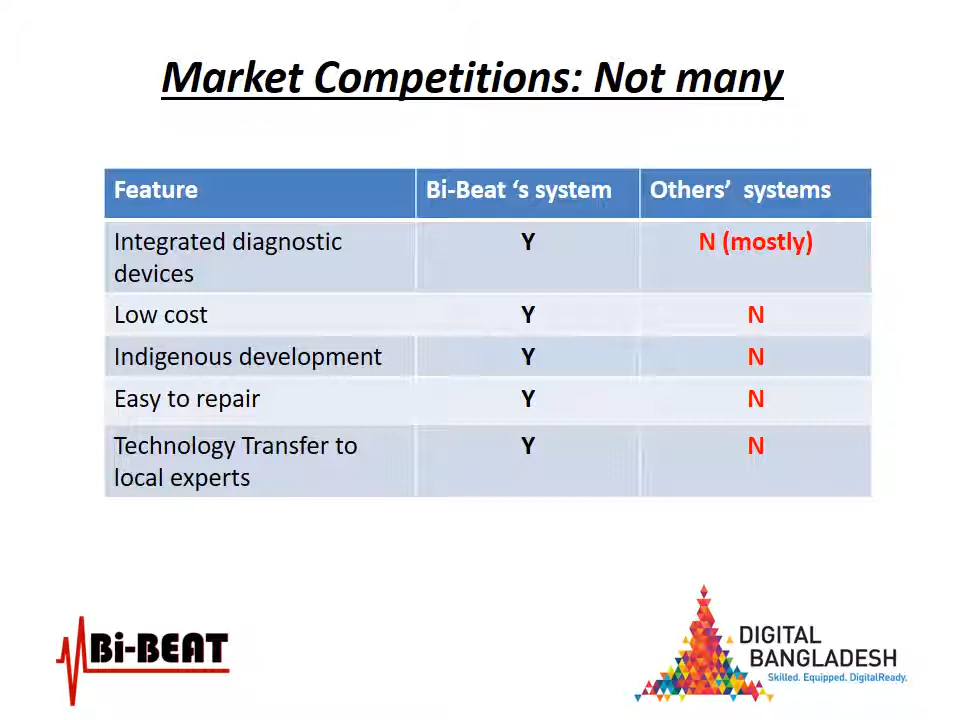 Market Competitions: Not many
Feature Bi-Beat ‘s system Others’ systems
Integrated diagnostic Y N (mostly)
devices
Low cost Y N
Indigenous development Y N
Easy to repair Y N
Technology Transfer to Y N
local experts
Bi-BEAT
DIGITAL
BANGLADESH
Skilled. Equipped. DigitalReady.